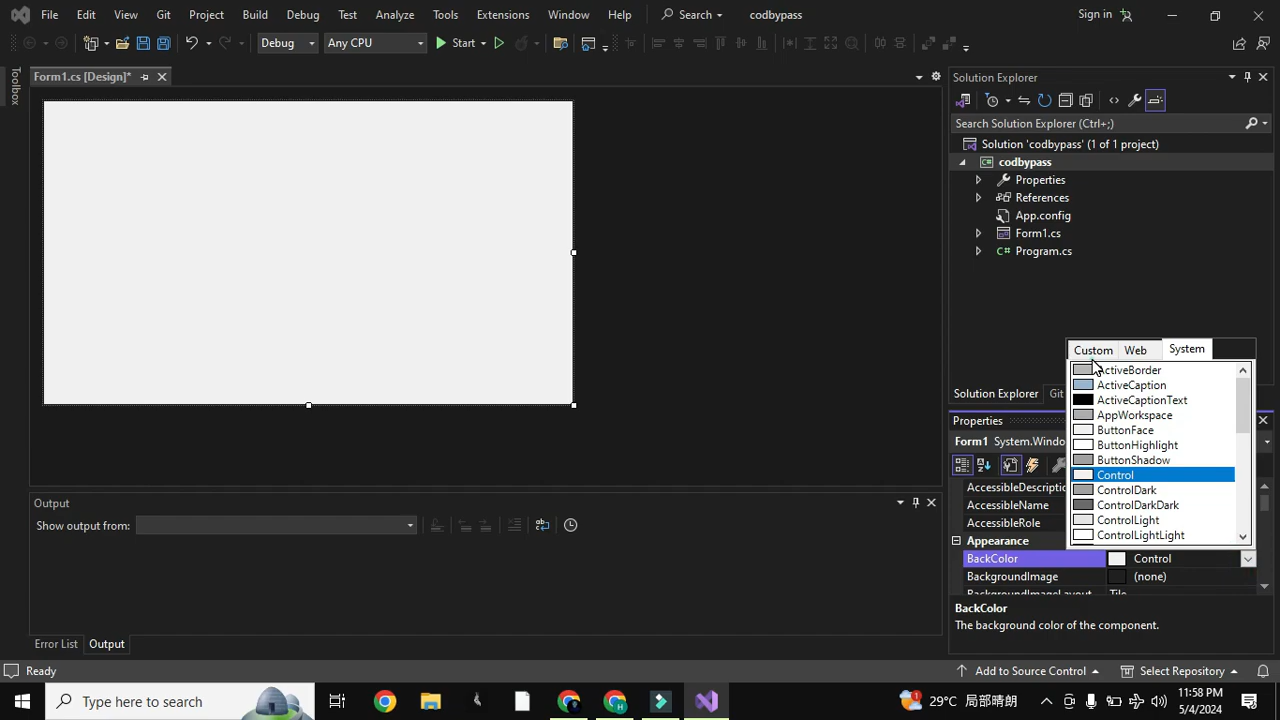 File Edit View Git Project Build Debug Test Analyze Tools Extensions Window Help Search codbypass Sign in
Debug Any CPU Start
Toolbox
Form1.cs [Design]*
Solution Explorer
Search Solution Explorer (Ctrl+;)
Solution 'codbypass' (1 of 1 project)
codbypass
Properties
References
App.config
Form1.cs
Program.cs
Custom Web System
ActiveBorder
ActiveCaption
ActiveCaptionText
AppWorkspace
ButtonFace
ButtonHighlight
ButtonShadow
Control
ControlDark
ControlDarkDark
ControlLight
ControlLightLight
Solution Explorer Git
Properties
Form1 System.Windo
AccessibleDescriptio
AccessibleName
AccessibleRole
Appearance
BackColor Control
BackgroundImage (none)
BackgroundImageLayout Tile
BackColor
The background color of the component.
Output
Show output from:
Error List Output
Ready Add to Source Control Select Repository
Type here to search 29°C 局部晴朗 11:58 PM
5/4/2024